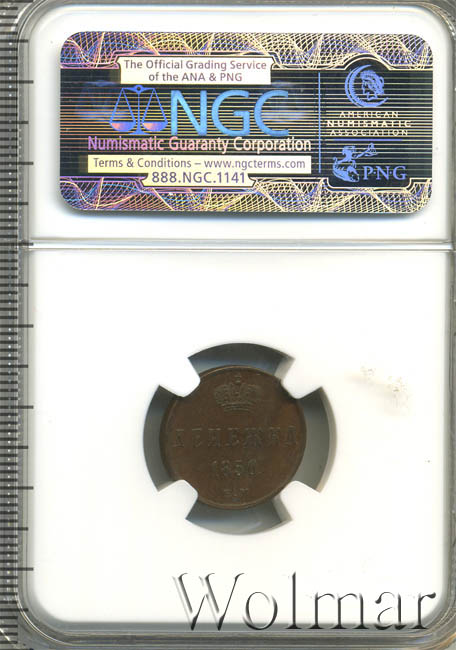 The Official Grading Service
of the ANA & PNG
NGC
Numismatic Guaranty Corporation
Terms & Conditions – www.ngcterms.com
888.NGC.1141
AMERICAN
NUMISMATIC
ASSOCIATION
PNG
ДЕНЕЖКА
1850
Е.М
Wolmar